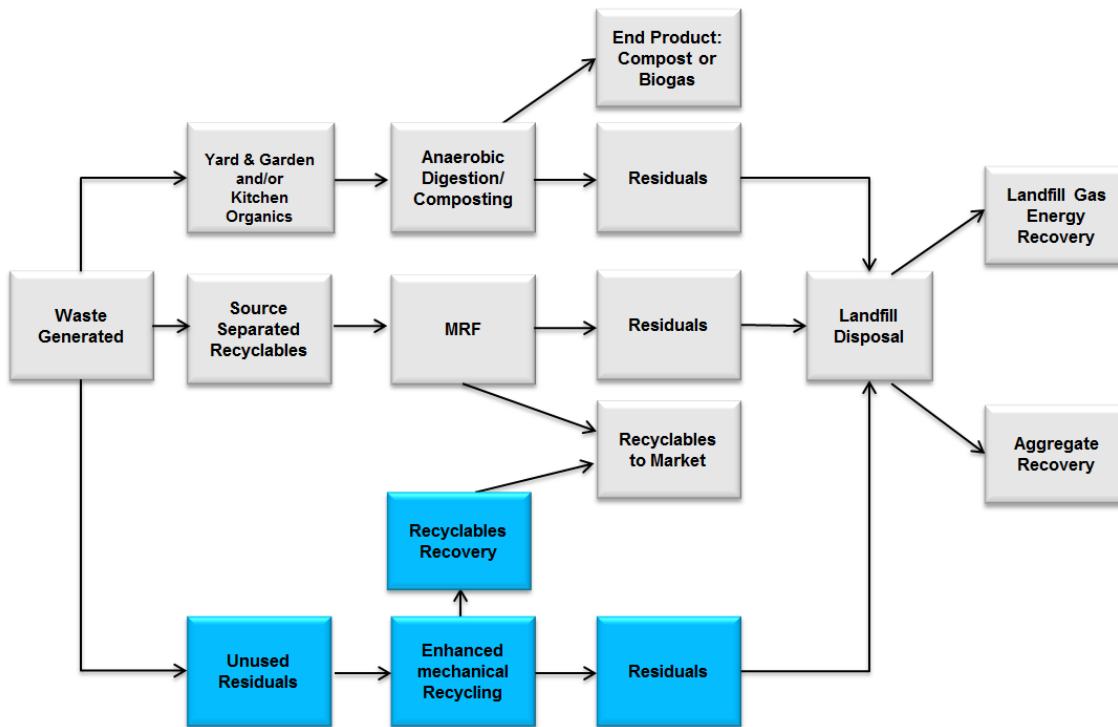 End Product:
Compost or
Biogas
Yard & Garden
and/or
Kitchen
Organics
Anaerobic
Digestion/
Composting
Residuals
Landfill Gas
Energy
Recovery
Waste
Generated
Source
Separated
Recyclables
MRF
Residuals
Landfill
Disposal
Recyclables
to Market
Aggregate
Recovery
Recyclables
Recovery
Unused
Residuals
Enhanced
mechanical
Recycling
Residuals